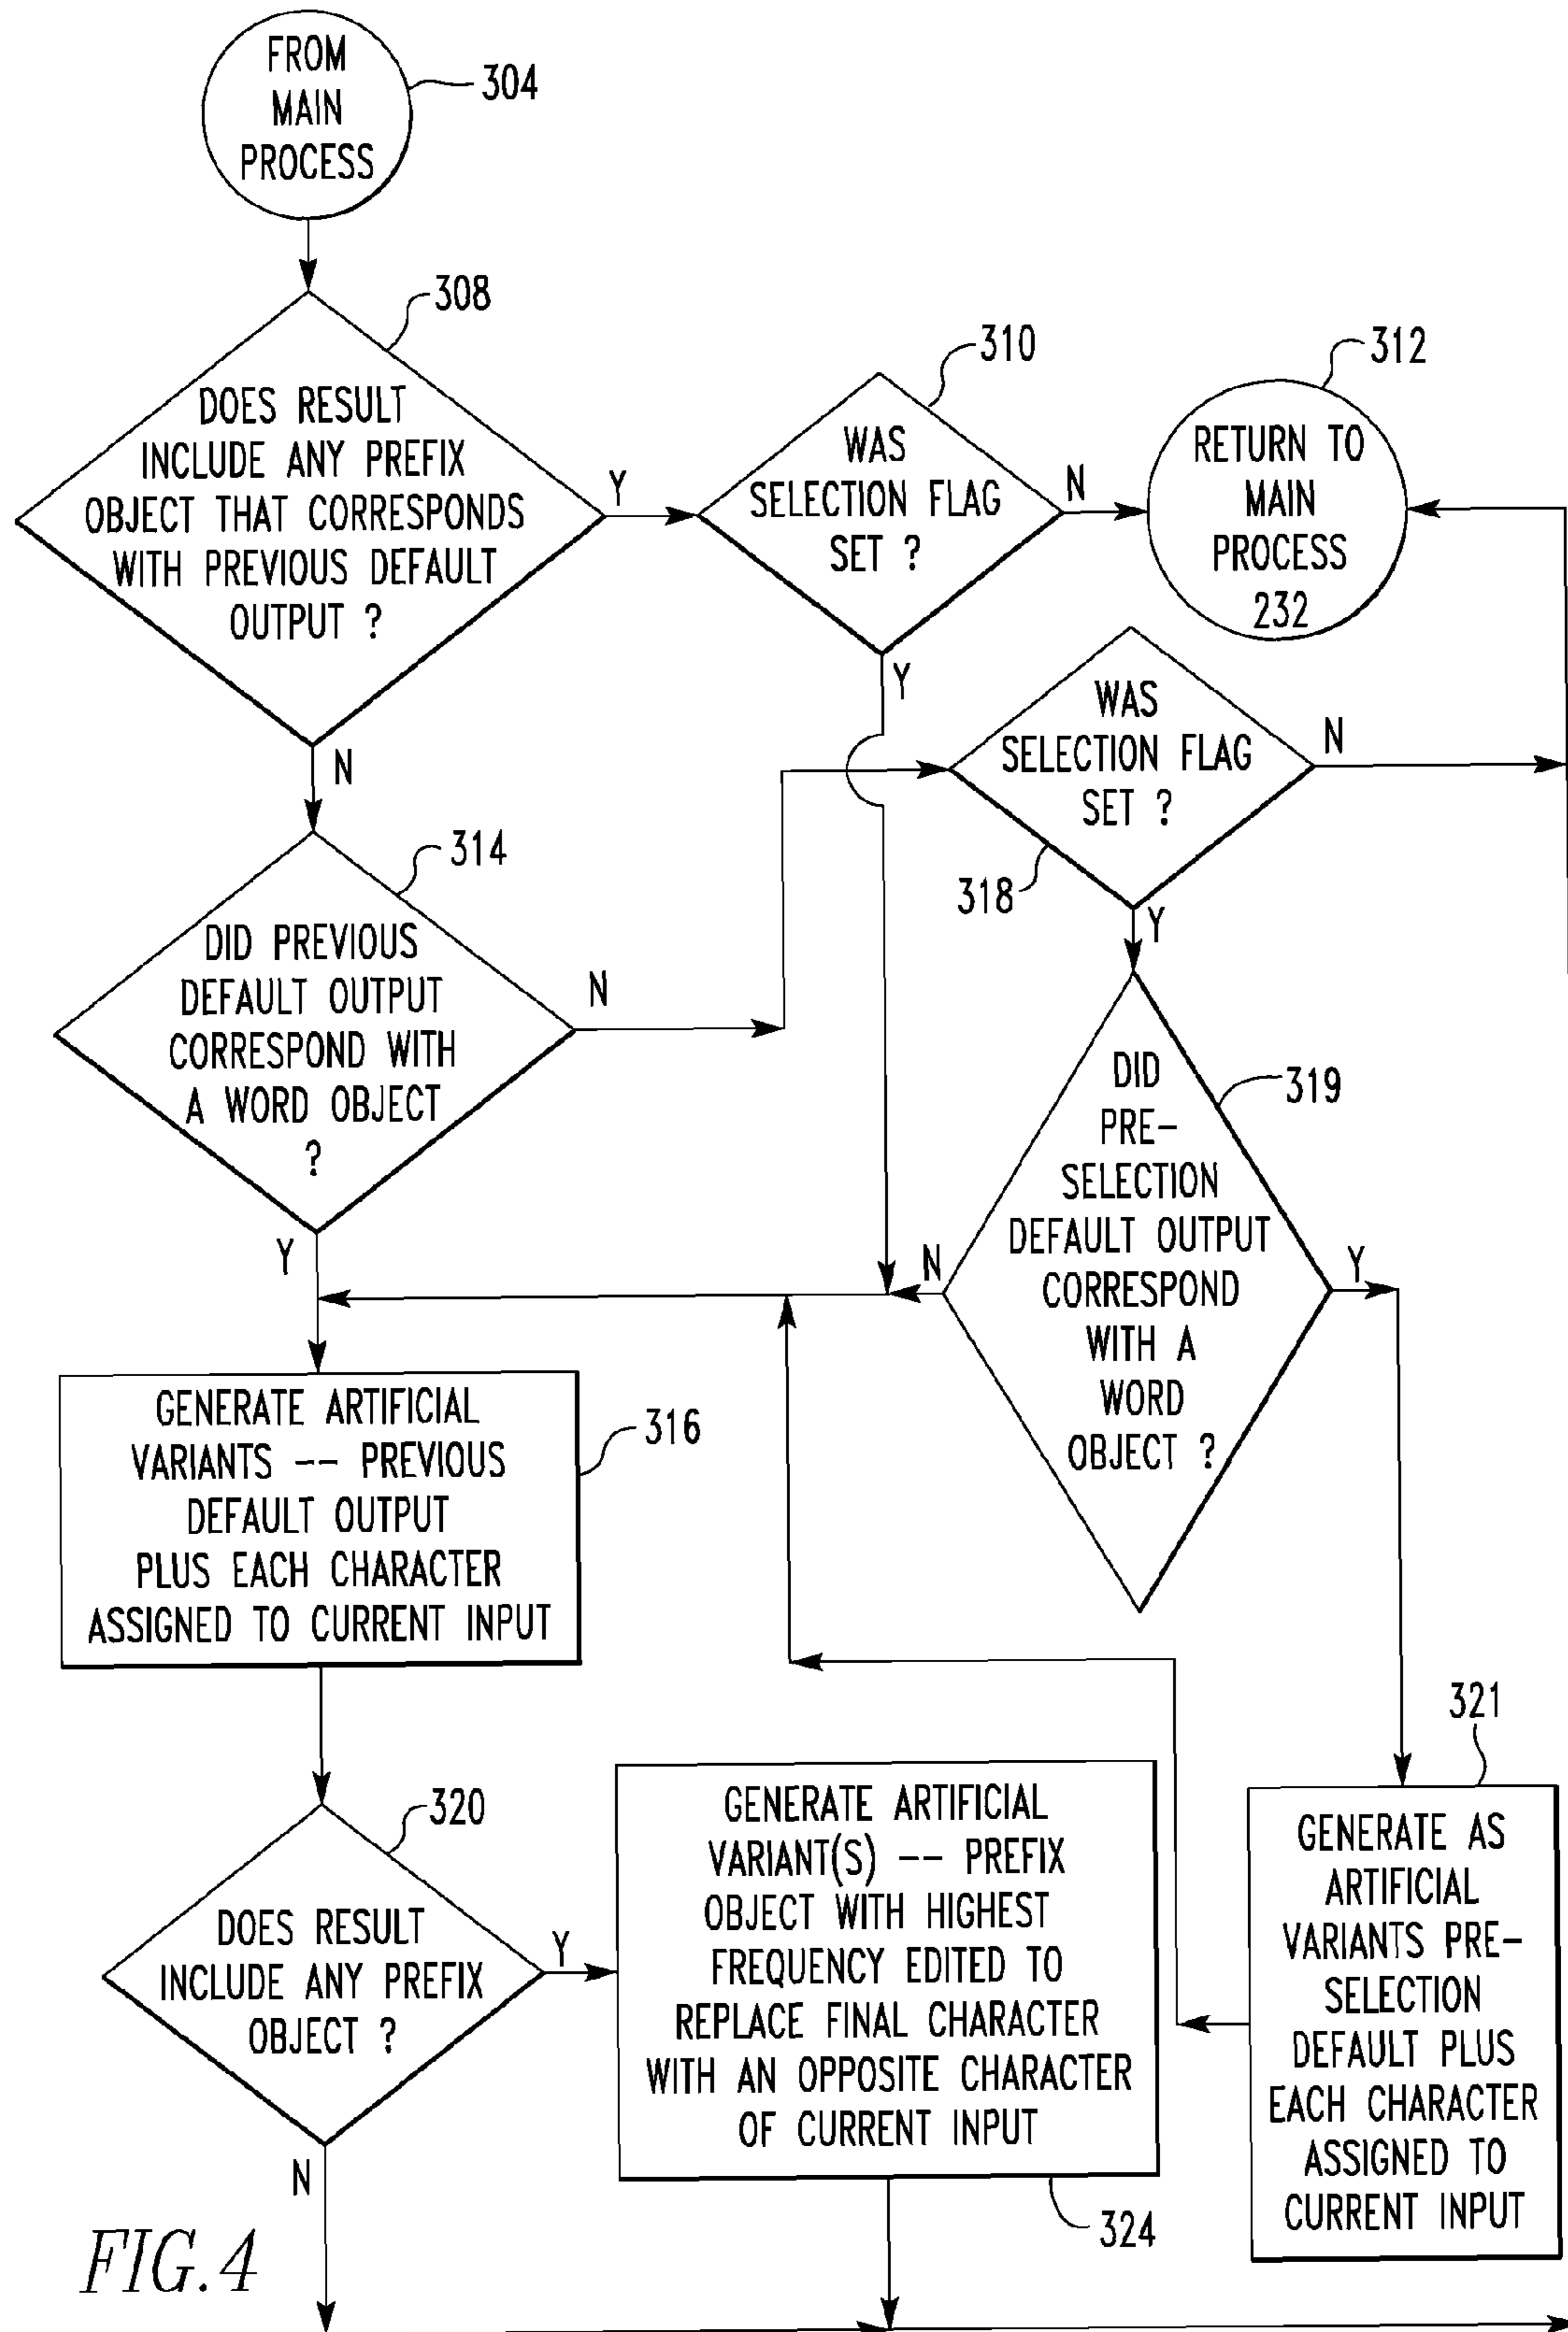 FROM
MAIN
PROCESS
304
308
DOES RESULT
INCLUDE ANY PREFIX
OBJECT THAT CORRESPONDS
WITH PREVIOUS DEFAULT
OUTPUT ?
Y
N
310
WAS
SELECTION FLAG
SET ?
N
Y
312
RETURN TO
MAIN
PROCESS
232
314
DID PREVIOUS
DEFAULT OUTPUT
CORRESPOND WITH
A WORD OBJECT
?
N
Y
WAS
SELECTION FLAG
SET ?
N
318
Y
DID
PRE-
SELECTION
DEFAULT OUTPUT
CORRESPOND
WITH A
WORD
OBJECT ?
319
N
Y
GENERATE ARTIFICIAL
VARIANTS -- PREVIOUS
DEFAULT OUTPUT
PLUS EACH CHARACTER
ASSIGNED TO CURRENT INPUT
316
320
DOES RESULT
INCLUDE ANY PREFIX
OBJECT ?
Y
N
GENERATE ARTIFICIAL
VARIANT(S) -- PREFIX
OBJECT WITH HIGHEST
FREQUENCY EDITED TO
REPLACE FINAL CHARACTER
WITH AN OPPOSITE CHARACTER
OF CURRENT INPUT
324
321
GENERATE AS
ARTIFICIAL
VARIANTS PRE-
SELECTION
DEFAULT PLUS
EACH CHARACTER
ASSIGNED TO
CURRENT INPUT
FIG.4